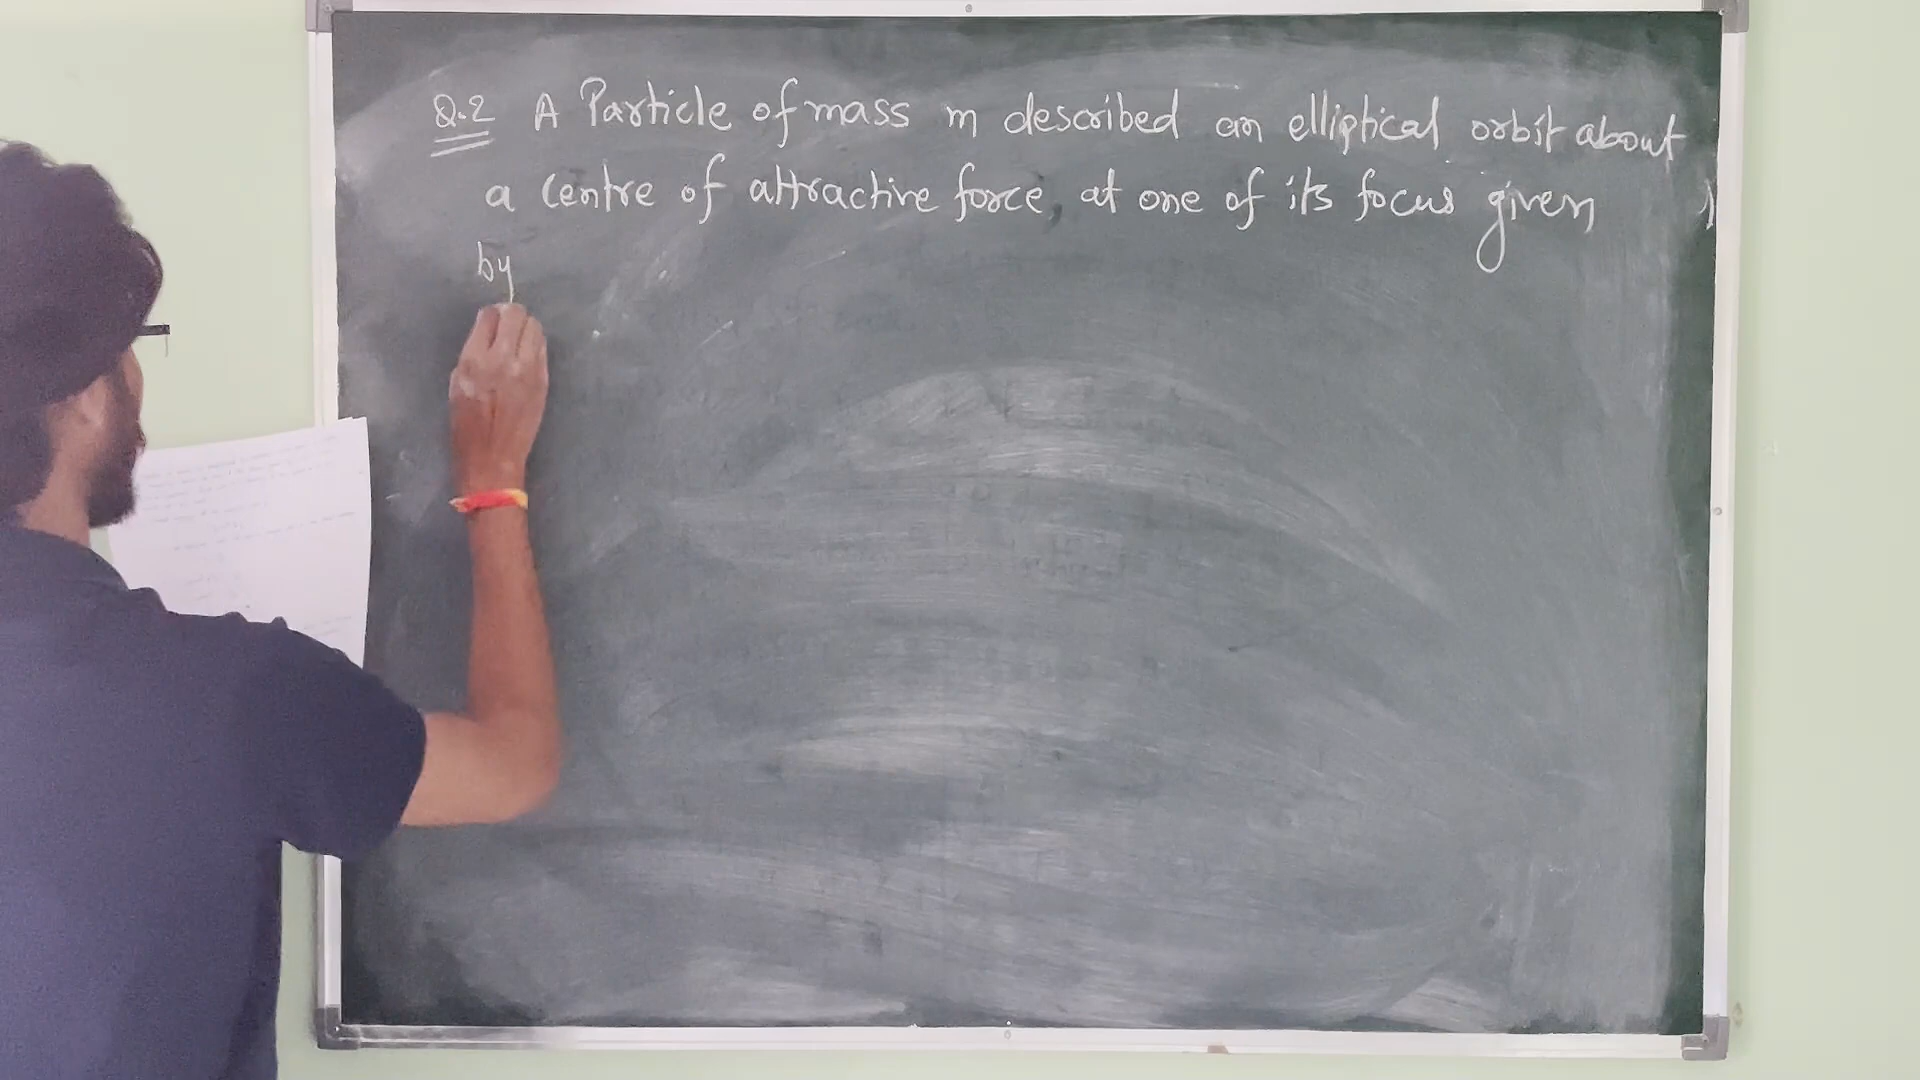 Q.2 A Particle of mass m described an elliptical orbit about
a centre of attractive force, at one of its focus given
by